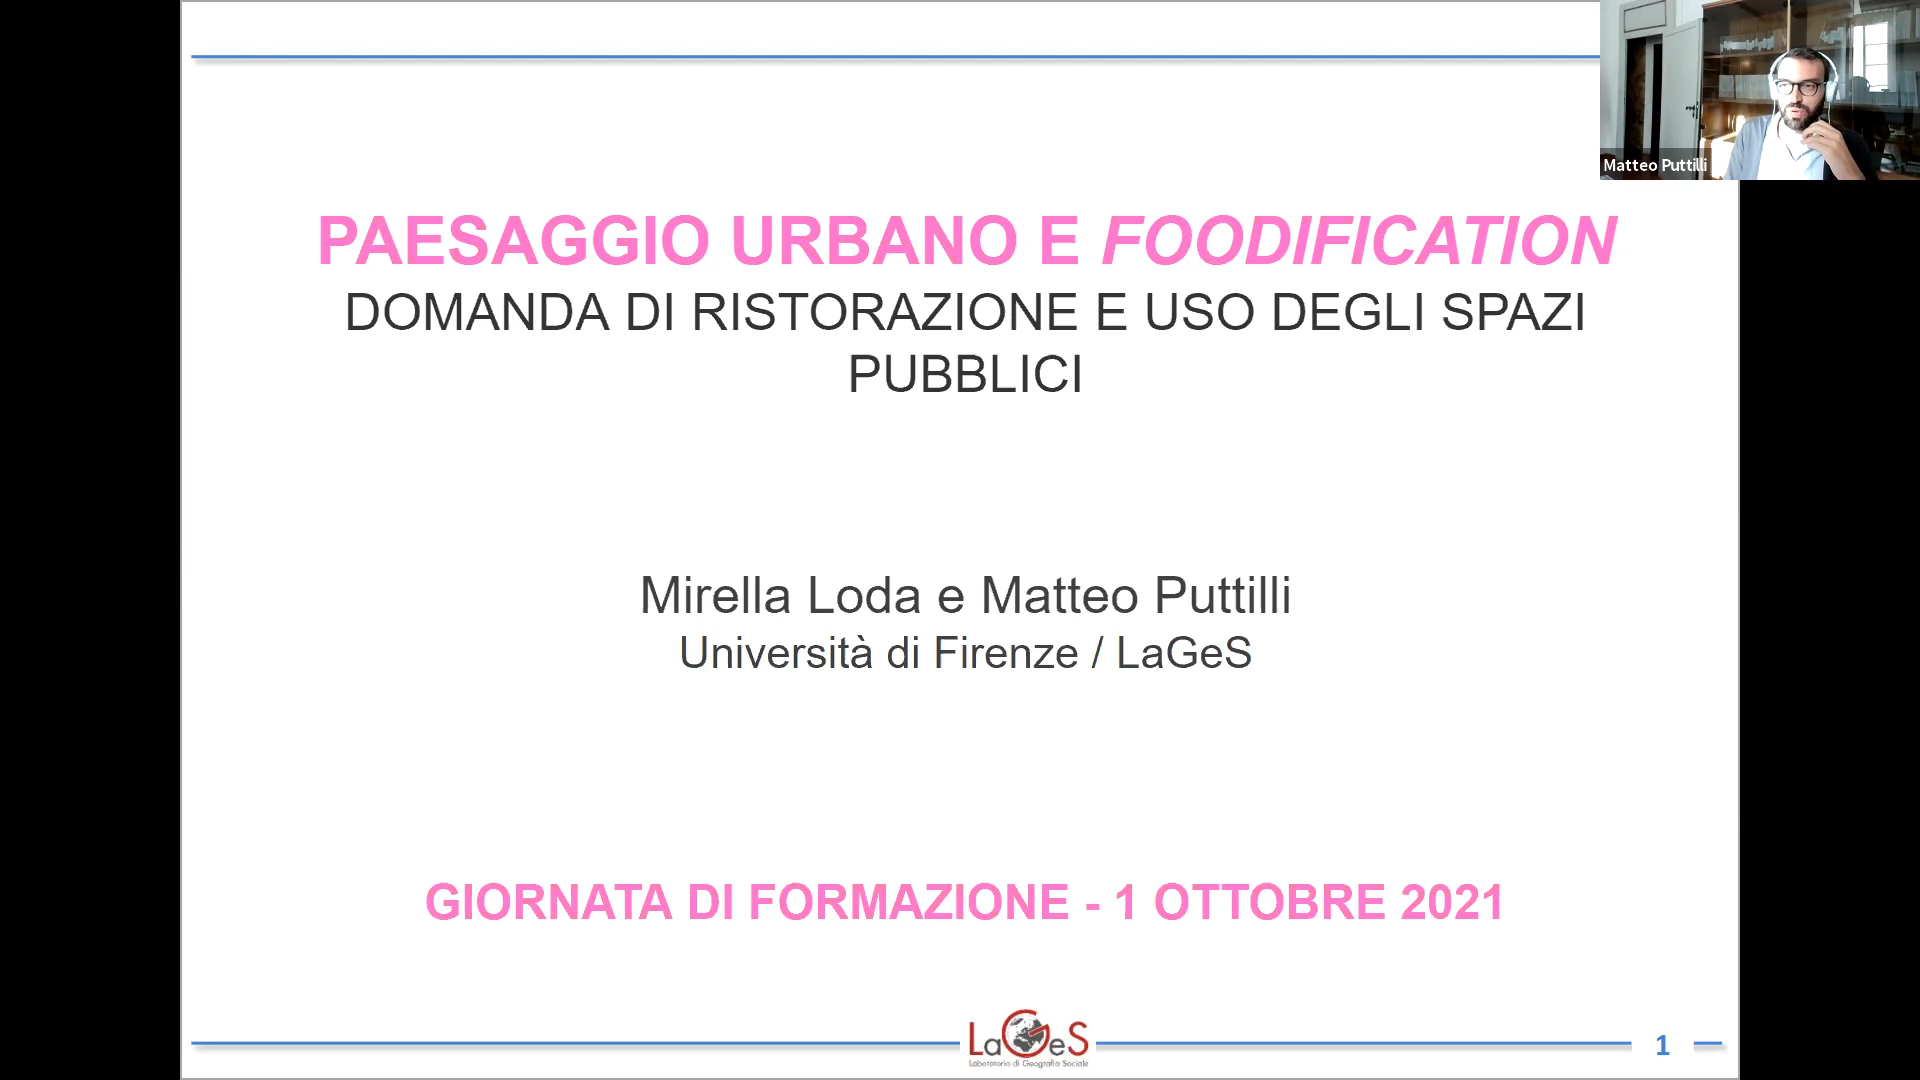 Matteo Puttilli
PAESAGGIO URBANO E FOODIFICATION
DOMANDA DI RISTORAZIONE E USO DEGLI SPAZI
PUBBLICI
Mirella Loda e Matteo Puttilli
Università di Firenze / LaGeS
GIORNATA DI FORMAZIONE - 1 OTTOBRE 2021
LaGeS
Laboratorio di Geografia Sociale
1